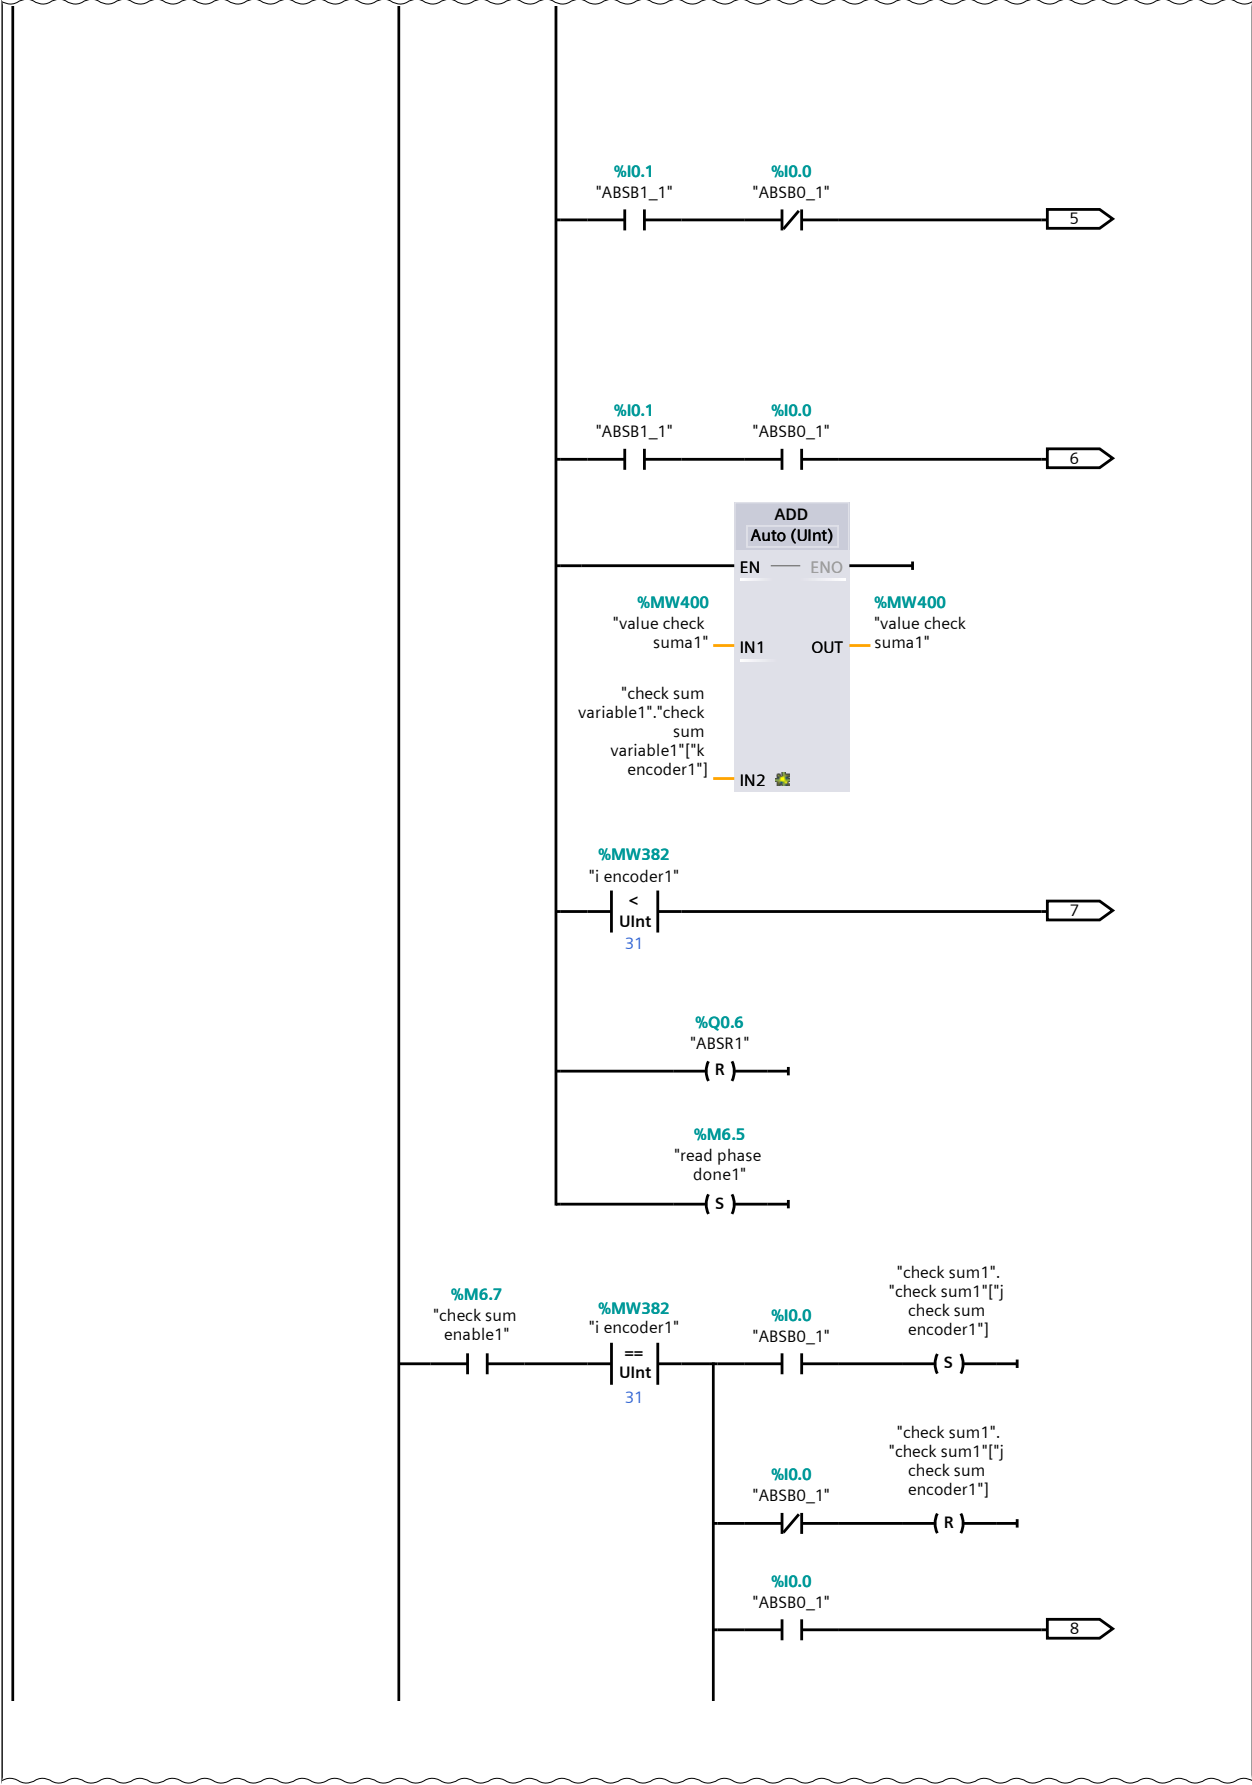 %I0.1
"ABSB1_1"
%I0.0
"ABSB0_1"
5
%I0.1
"ABSB1_1"
%I0.0
"ABSB0_1"
6
ADD
Auto (UInt)
EN
ENO
%MW400
"value check
suma1"
IN1
OUT
%MW400
"value check
suma1"
"check sum
variable1"."check
sum
variable1"["k
encoder1"]
IN2
%MW382
"i encoder1"
<
UInt
31
7
%Q0.6
"ABSR1"
( R )
%M6.5
"read phase
done1"
( S )
%M6.7
"check sum
enable1"
%MW382
"i encoder1"
==
UInt
31
%I0.0
"ABSB0_1"
"check sum1".
"check sum1"["j
check sum
encoder1"]
( S )
%I0.0
"ABSB0_1"
"check sum1".
"check sum1"["j
check sum
encoder1"]
( R )
%I0.0
"ABSB0_1"
8